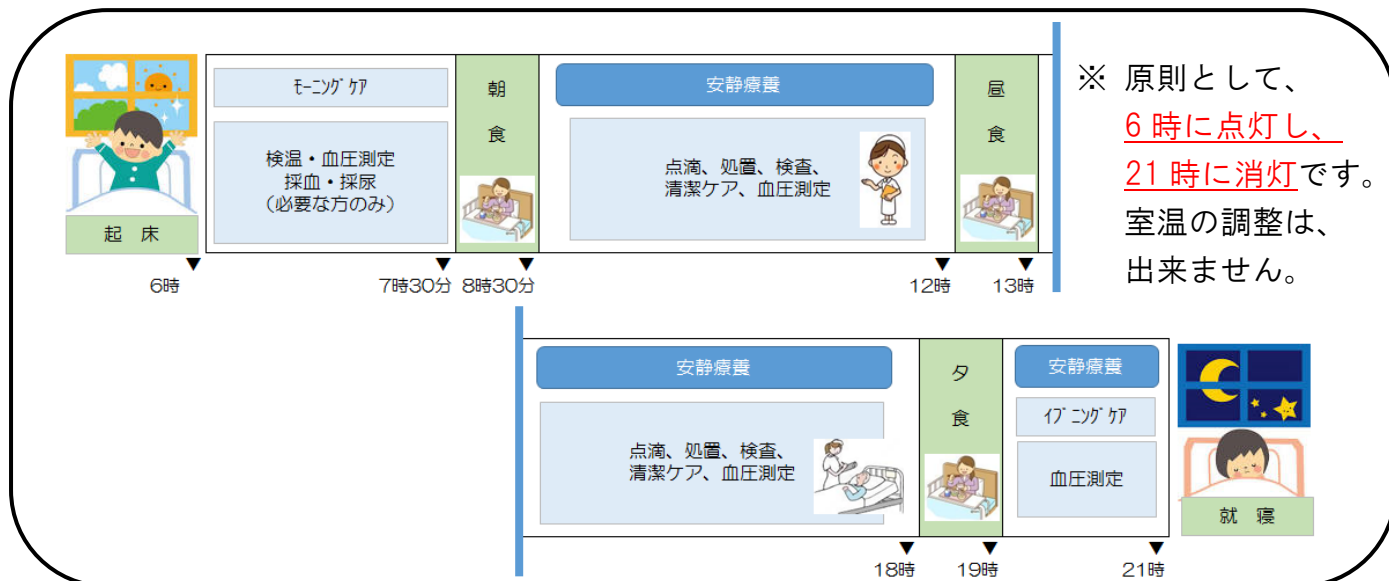 起 床
ﾓｰﾆﾝｸﾞｹｱ
検温・血圧測定
採血・採尿
（必要な方のみ）
朝
食
安静療養
点滴、処置、検査、
清潔ケア、血圧測定
昼
食
6時
7時30分
8時30分
12時
13時
※ 原則として、
6 時に点灯し、
21 時に消灯です。
室温の調整は、
出来ません。
安静療養
点滴、処置、検査、
清潔ケア、血圧測定
夕
食
安静療養
ｲﾌﾞﾆﾝｸﾞｹｱ
血圧測定
就 寝
18時
19時
21時